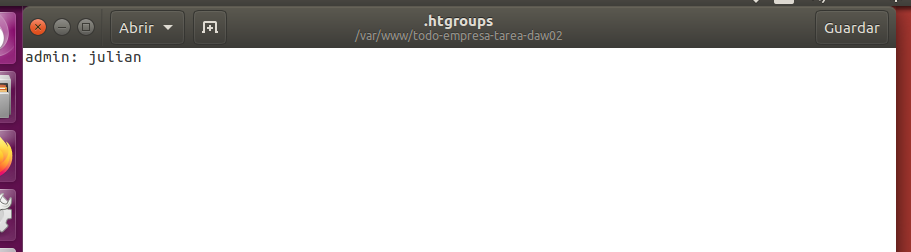 Abrir
.htgroups
/var/www/todo-empresa-tarea-daw02
Guardar
admin: julian